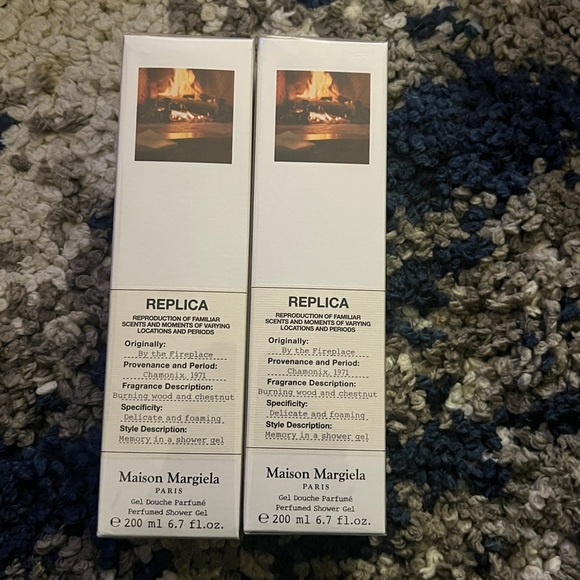 REPLICA
REPRODUCTION OF FAMILIAR
SCENTS AND MOMENTS OF VARYING
LOCATIONS AND PERIODS
Originally:
By the Fireplace
Provenance and Period:
Chamonix, 1971
Fragrance Description:
Burning wood and chestnut
Specificity:
Delicate and foaming
Style Description:
Memory in a shower gel
Maison Margiela
PARIS
Gel Douche Parfumé
Perfumed Shower Gel
℮ 200 ml 6.7 fl.oz.
REPLICA
REPRODUCTION OF FAMILIAR
SCENTS AND MOMENTS OF VARYING
LOCATIONS AND PERIODS
Originally:
By the Fireplace
Provenance and Period:
Chamonix, 1971
Fragrance Description:
Burning wood and chestnut
Specificity:
Delicate and foaming
Style Description:
Memory in a shower gel
Maison Margiela
PARIS
Gel Douche Parfumé
Perfumed Shower Gel
℮ 200 ml 6.7 fl.oz.